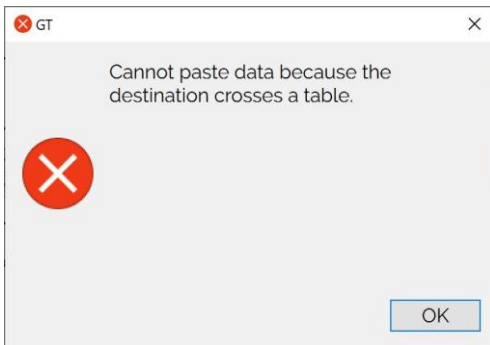 GT
Cannot paste data because the
destination crosses a table.
OK